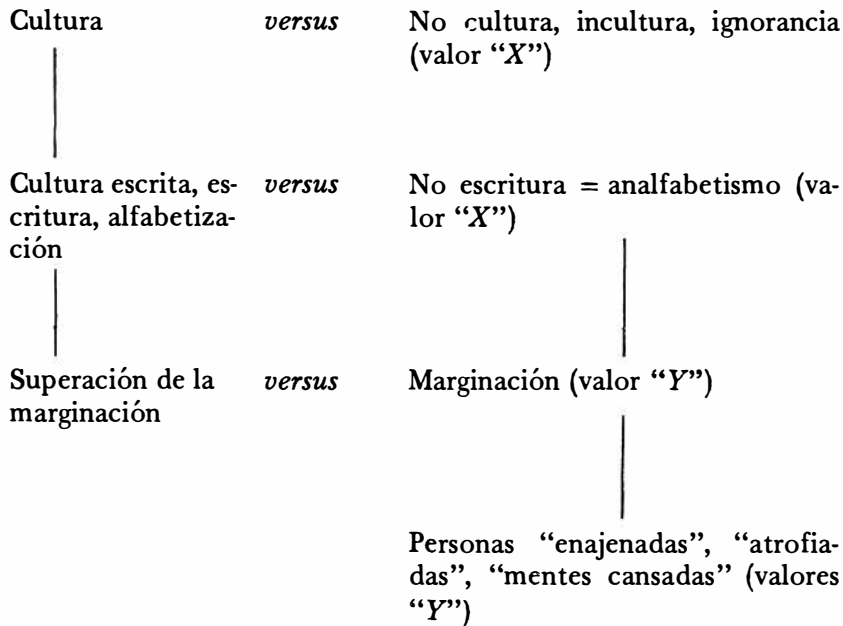 Cultura versus No cultura, incultura, ignorancia
(valor “X”)
Cultura escrita, es- versus No escritura = analfabetismo (va-
critura, alfabetiza- lor “X”)
ción
Superación de la versus Marginación (valor “Y”)
marginación
Personas “enajenadas”, “atrofia-
das”, “mentes cansadas” (valores
“Y”)